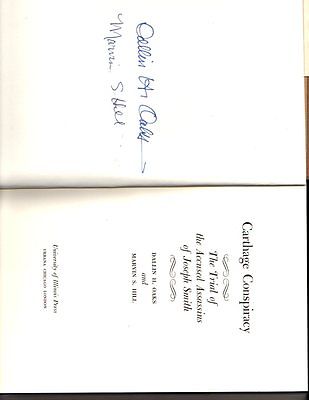 Dallin H. Oaks
Marvin S. Hill
Carthage Conspiracy
The Trial of
the Accused Assassins
of Joseph Smith
DALLIN H. OAKS
and
MARVIN S. HILL
University of Illinois Press
URBANA CHICAGO LONDON